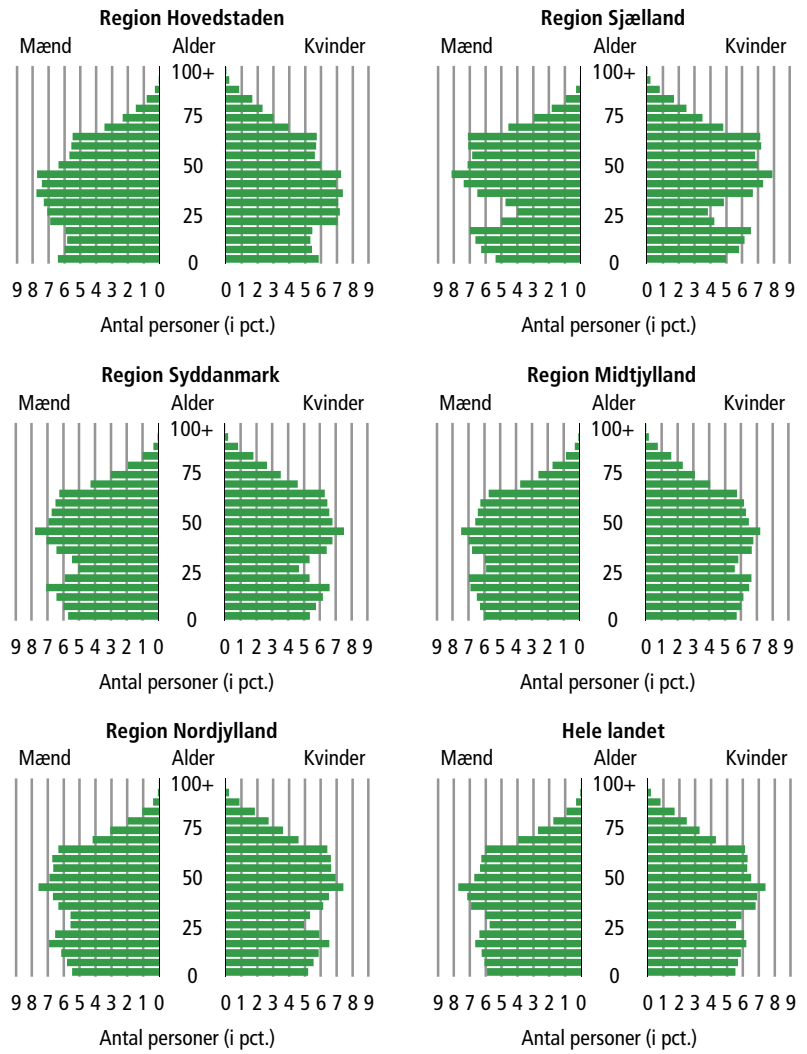 Region Hovedstaden
Mænd Alder Kvinder
100+
75
50
25
0
9 8 7 6 5 4 3 2 1 0 0 1 2 3 4 5 6 7 8 9
Antal personer (i pct.)
Region Sjælland
Mænd Alder Kvinder
100+
75
50
25
0
9 8 7 6 5 4 3 2 1 0 0 1 2 3 4 5 6 7 8 9
Antal personer (i pct.)
Region Syddanmark
Mænd Alder Kvinder
100+
75
50
25
0
9 8 7 6 5 4 3 2 1 0 0 1 2 3 4 5 6 7 8 9
Antal personer (i pct.)
Region Midtjylland
Mænd Alder Kvinder
100+
75
50
25
0
9 8 7 6 5 4 3 2 1 0 0 1 2 3 4 5 6 7 8 9
Antal personer (i pct.)
Region Nordjylland
Mænd Alder Kvinder
100+
75
50
25
0
9 8 7 6 5 4 3 2 1 0 0 1 2 3 4 5 6 7 8 9
Antal personer (i pct.)
Hele landet
Mænd Alder Kvinder
100+
75
50
25
0
9 8 7 6 5 4 3 2 1 0 0 1 2 3 4 5 6 7 8 9
Antal personer (i pct.)